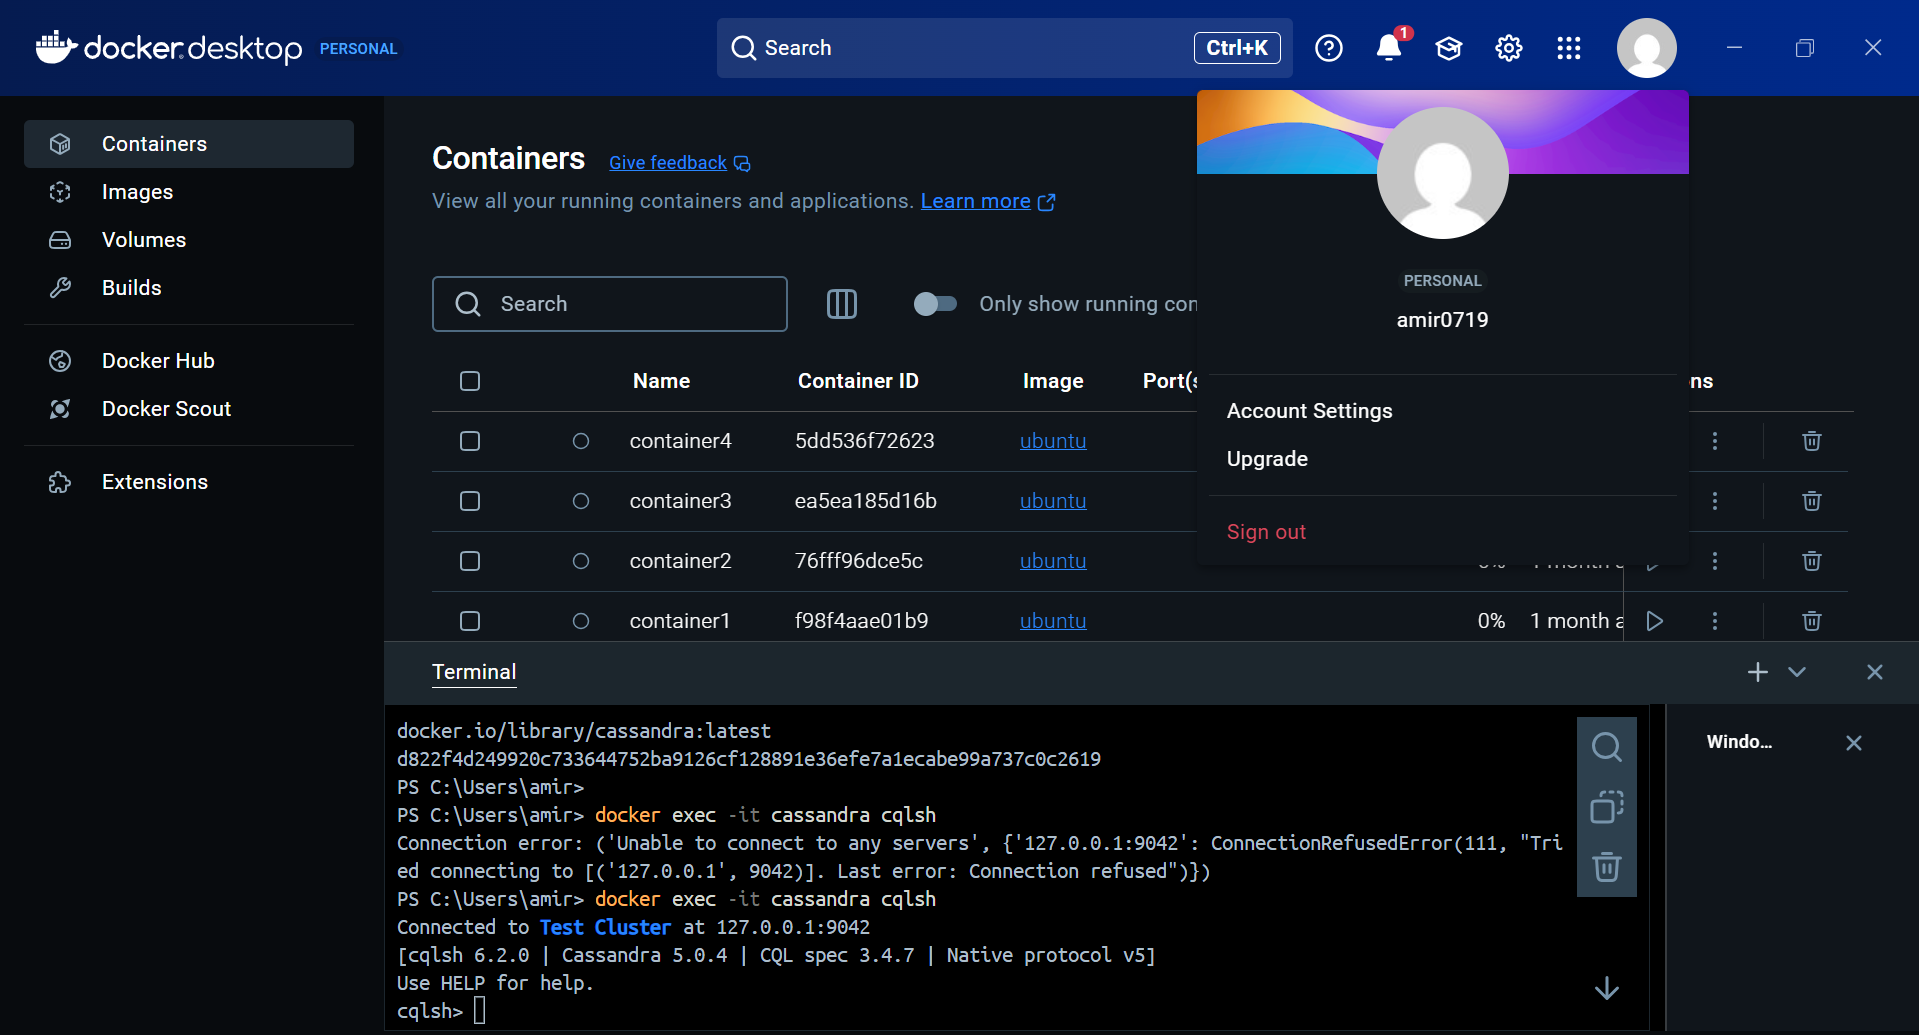 docker.desktop PERSONAL
Search Ctrl+K
1
Containers
Images
Volumes
Builds
Docker Hub
Docker Scout
Extensions
Containers Give feedback
View all your running containers and applications. Learn more
Search
Only show running con
Name Container ID Image Port(s ns
container4 5dd536f72623 ubuntu
container3 ea5ea185d16b ubuntu
container2 76fff96dce5c ubuntu 0% 1 month a
container1 f98f4aae01b9 ubuntu 0% 1 month a
PERSONAL
amir0719
Account Settings
Upgrade
Sign out
Terminal
docker.io/library/cassandra:latest
d822f4d249920c733644752ba9126cf128891e36efe7a1ecabe99a737c0c2619
PS C:\Users\amir>
PS C:\Users\amir> docker exec -it cassandra cqlsh
Connection error: ('Unable to connect to any servers', {'127.0.0.1:9042': ConnectionRefusedError(111, "Tri
ed connecting to [('127.0.0.1', 9042)]. Last error: Connection refused")})
PS C:\Users\amir> docker exec -it cassandra cqlsh
Connected to Test Cluster at 127.0.0.1:9042
[cqlsh 6.2.0 | Cassandra 5.0.4 | CQL spec 3.4.7 | Native protocol v5]
Use HELP for help.
cqlsh>
Windo...